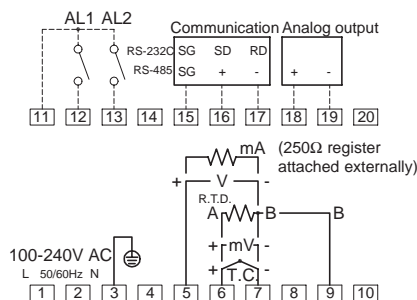 AL1 AL2 Communication Analog output
RS-232C SG SD RD
RS-485 SG + - + -
11 12 13 14 15 16 17 18 19 20
mA (250Ω register
attached externally)
+ V -
R.T.D.
A B B
+ mV -
100-240V AC
+ T.C. -
L 50/60Hz N
1 2 3 4 5 6 7 8 9 10